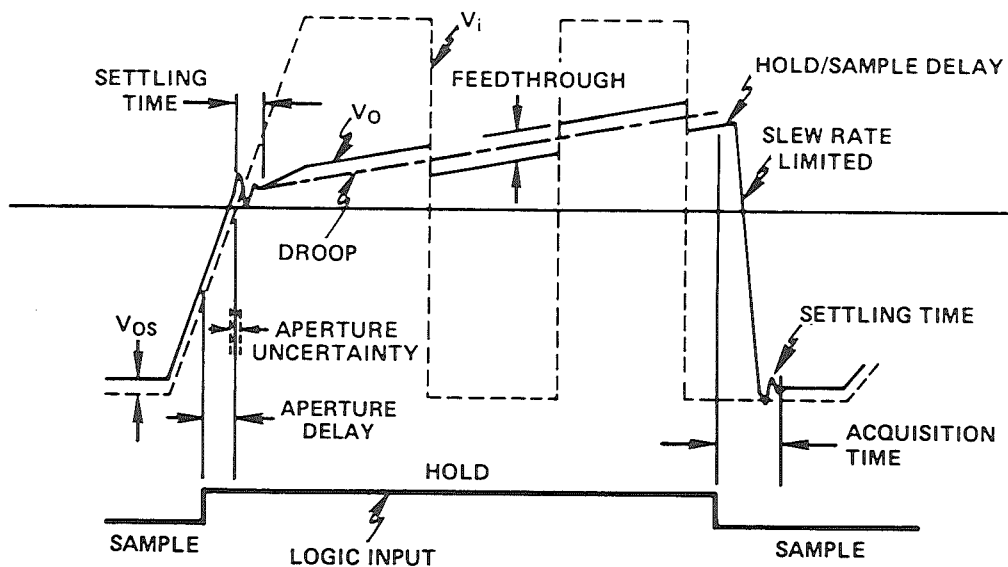 Vi
SETTLING
TIME
FEEDTHROUGH
HOLD/SAMPLE DELAY
VO
SLEW RATE
LIMITED
DROOP
VOS
APERTURE
UNCERTAINTY
SETTLING TIME
APERTURE
DELAY
ACQUISITION
TIME
HOLD
SAMPLE
LOGIC INPUT
SAMPLE